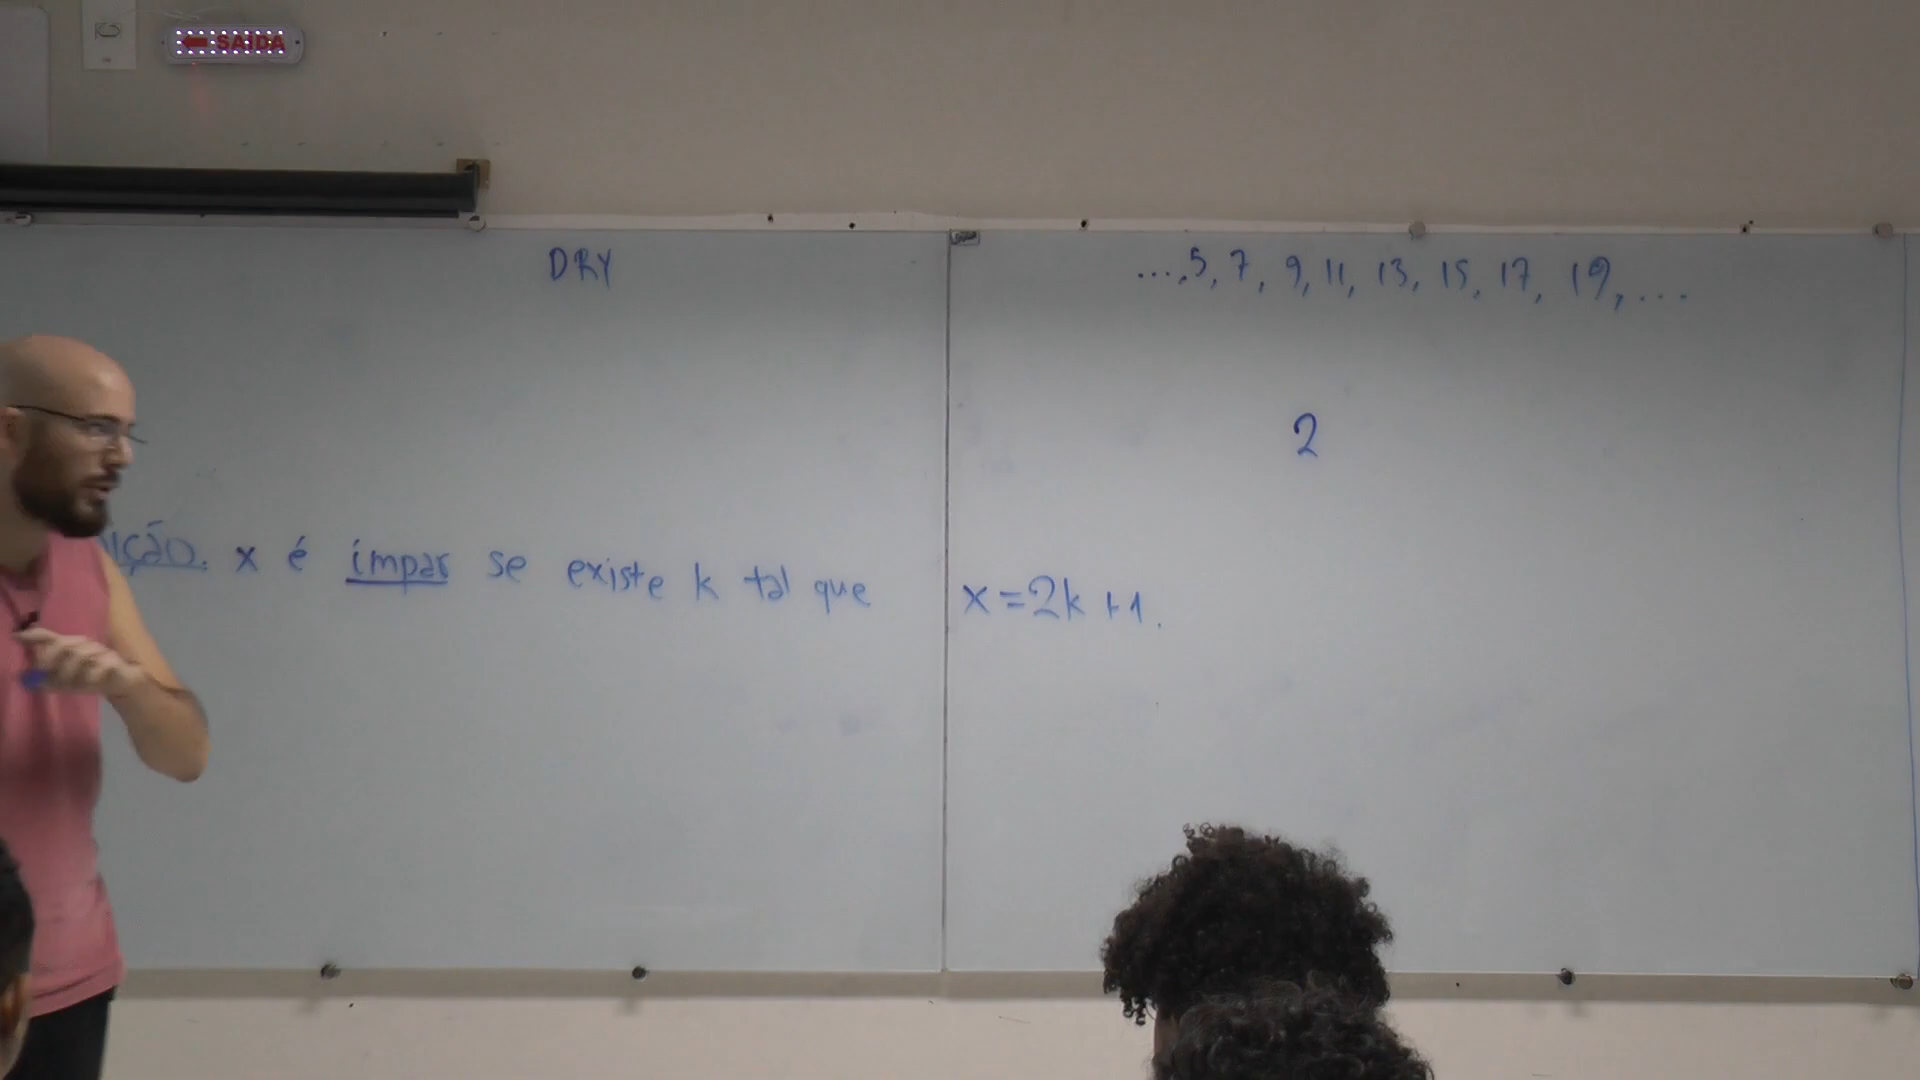 SAÍDA
DRY
..., 5, 7, 9, 11, 13, 15, 17, 19, ...
2
ição. x é ímpar se existe k tal que x = 2k + 1.